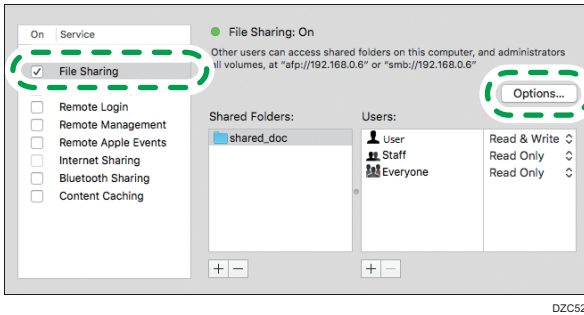 On Service
File Sharing
Remote Login
Remote Management
Remote Apple Events
Internet Sharing
Bluetooth Sharing
Content Caching
File Sharing: On
Other users can access shared folders on this computer, and administrators
all volumes, at “afp://192.168.0.6” or “smb://192.168.0.6”
Options...
Shared Folders:
shared_doc
Users:
User Read & Write
Staff Read Only
Everyone Read Only
DZC52